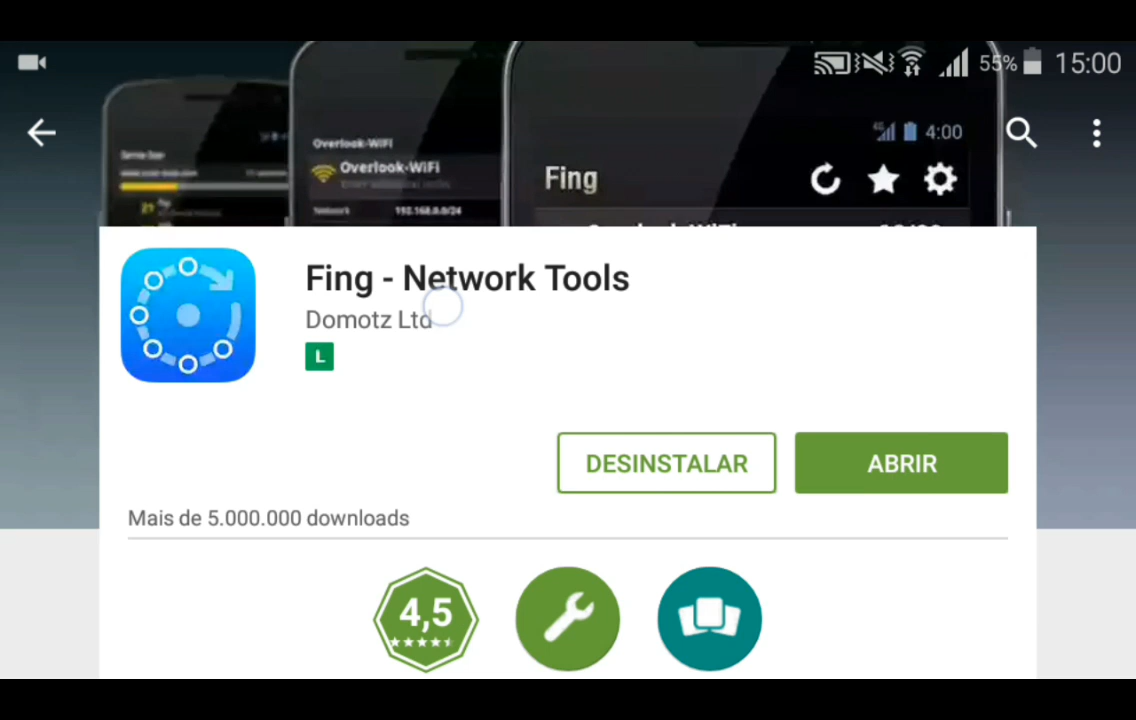 55% 15:00
Overlook-WiFi
Overlook-WiFi
4:00
Fing
Network 192.168.0.0/24
Fing - Network Tools
Domotz Ltd
L
DESINSTALAR
ABRIR
Mais de 5.000.000 downloads
4,5